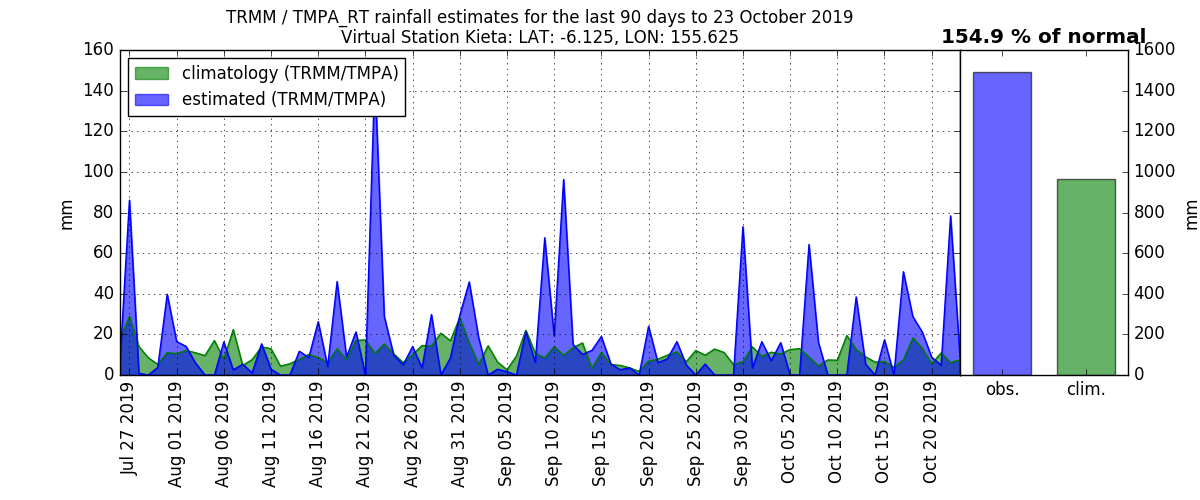 TRMM / TMPA_RT rainfall estimates for the last 90 days to 23 October 2019
Virtual Station Kieta: LAT: -6.125, LON: 155.625
154.9 % of normal
climatology (TRMM/TMPA)
estimated (TRMM/TMPA)
mm
160
140
120
100
80
60
40
20
0
Jul 27 2019
Aug 01 2019
Aug 06 2019
Aug 11 2019
Aug 16 2019
Aug 21 2019
Aug 26 2019
Aug 31 2019
Sep 05 2019
Sep 10 2019
Sep 15 2019
Sep 20 2019
Sep 25 2019
Sep 30 2019
Oct 05 2019
Oct 10 2019
Oct 15 2019
Oct 20 2019
obs.
clim.
1600
1400
1200
1000
800
600
400
200
0
mm